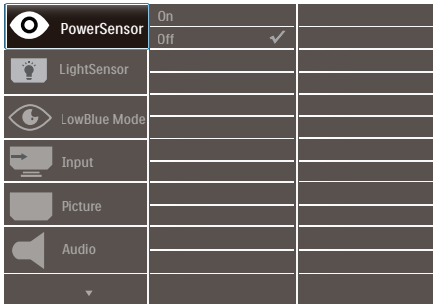 PowerSensor
On
Off
LightSensor
LowBlue Mode
Input
Picture
Audio